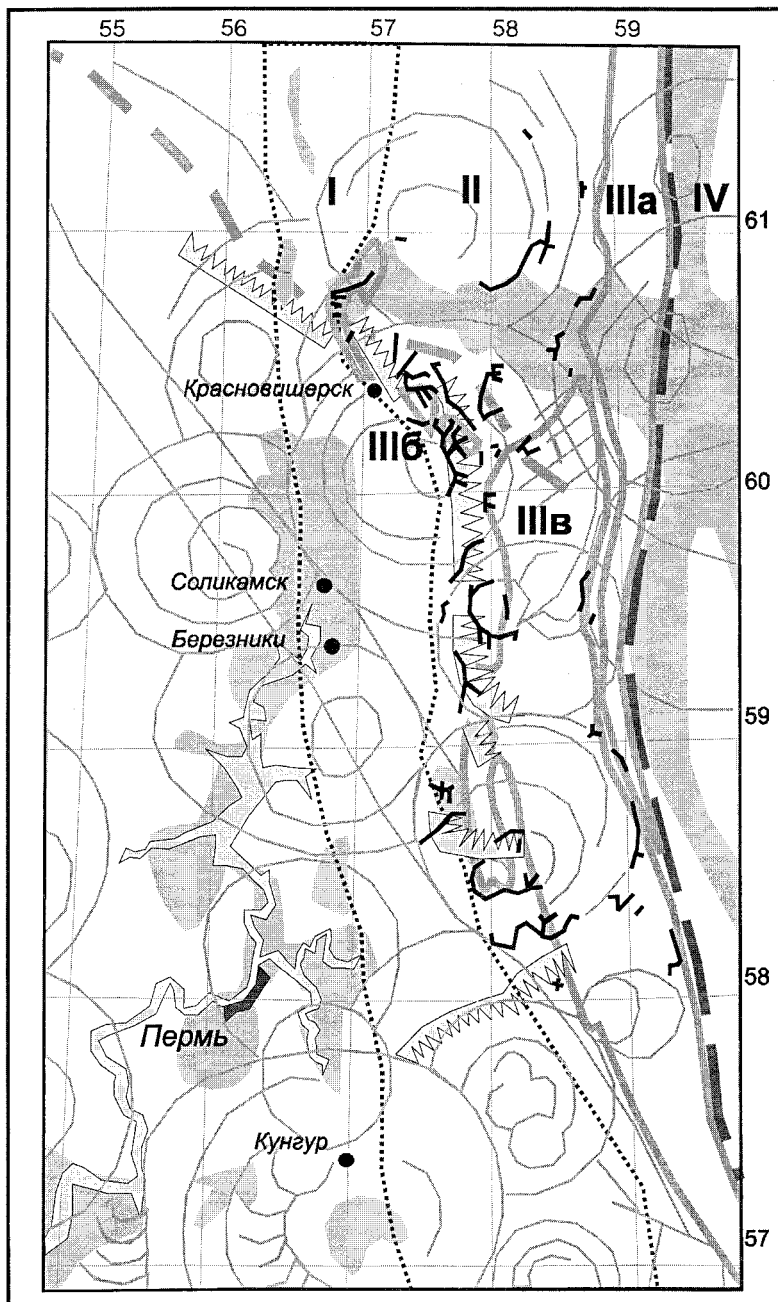 55 56 57 58 59
I II IIIа IV
61
Красновишерск
IIIб
60
IIIв
Соликамск
Березники
59
58
Пермь
Кунгур
57